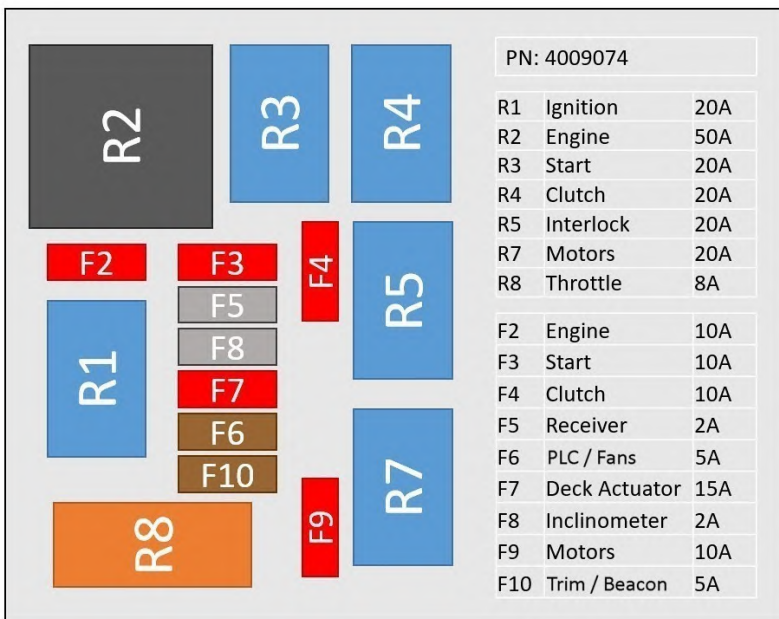 R2
R3
R4
F2
F3
F4
F5
R5
F8
R1
F7
F6
F10
R7
R8
F9
PN: 4009074
R1 Ignition 20A
R2 Engine 50A
R3 Start 20A
R4 Clutch 20A
R5 Interlock 20A
R7 Motors 20A
R8 Throttle 8A
F2 Engine 10A
F3 Start 10A
F4 Clutch 10A
F5 Receiver 2A
F6 PLC / Fans 5A
F7 Deck Actuator 15A
F8 Inclinometer 2A
F9 Motors 10A
F10 Trim / Beacon 5A